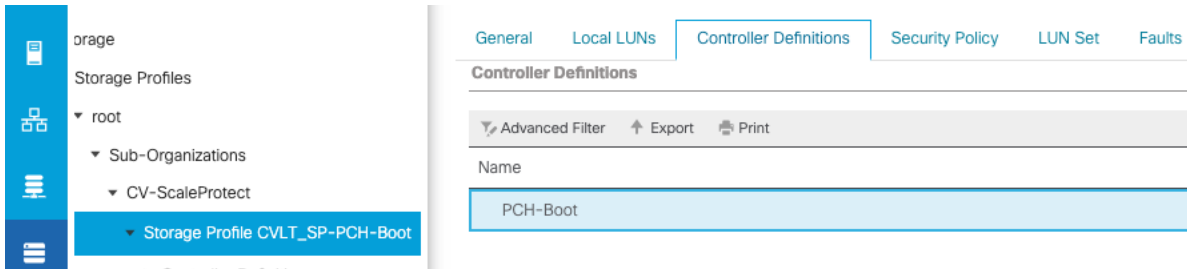 orage
Storage Profiles
root
Sub-Organizations
CV-ScaleProtect
Storage Profile CVLT_SP-PCH-Boot
General Local LUNs Controller Definitions Security Policy LUN Set Faults
Controller Definitions
Advanced Filter Export Print
Name
PCH-Boot